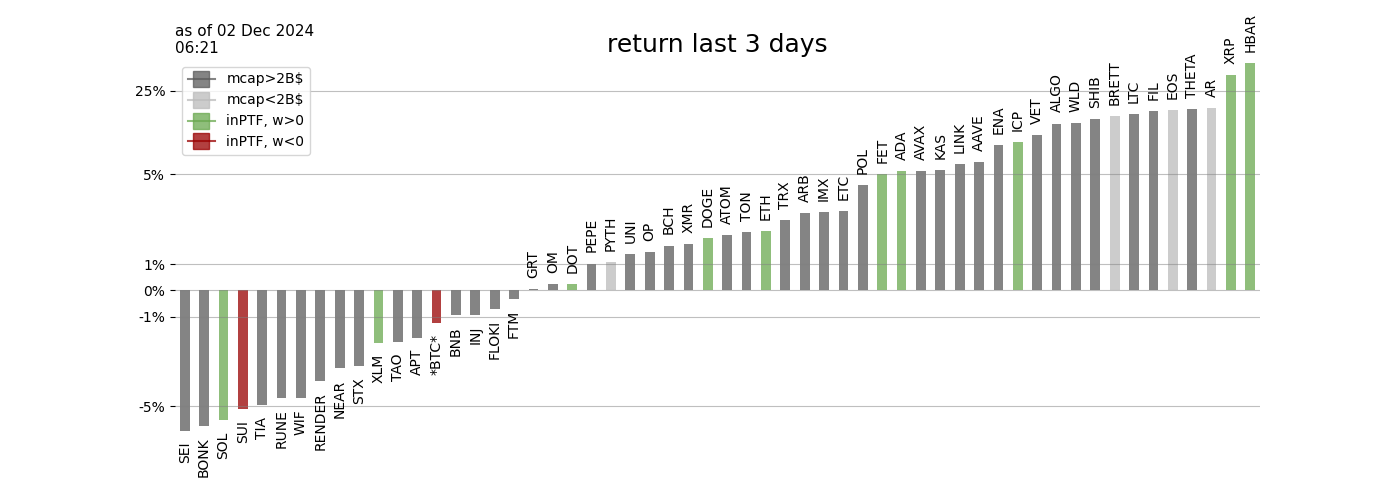 as of 02 Dec 2024
06:21
return last 3 days
mcap>2B$
mcap<2B$
inPTF, w>0
inPTF, w<0
25%
5%
1%
0%
-1%
-5%
SEI
BONK
SOL
SUI
TIA
RUNE
WIF
RENDER
NEAR
STX
XLM
TAO
APT
*BTC*
BNB
INJ
FLOKI
FTM
GRT
OM
DOT
PEPE
PYTH
UNI
OP
BCH
XMR
DOGE
ATOM
TON
ETH
TRX
ARB
IMX
ETC
POL
FET
ADA
AVAX
KAS
LINK
AAVE
ENA
ICP
VET
ALGO
WLD
SHIB
BRETT
LTC
FIL
EOS
THETA
AR
XRP
HBAR